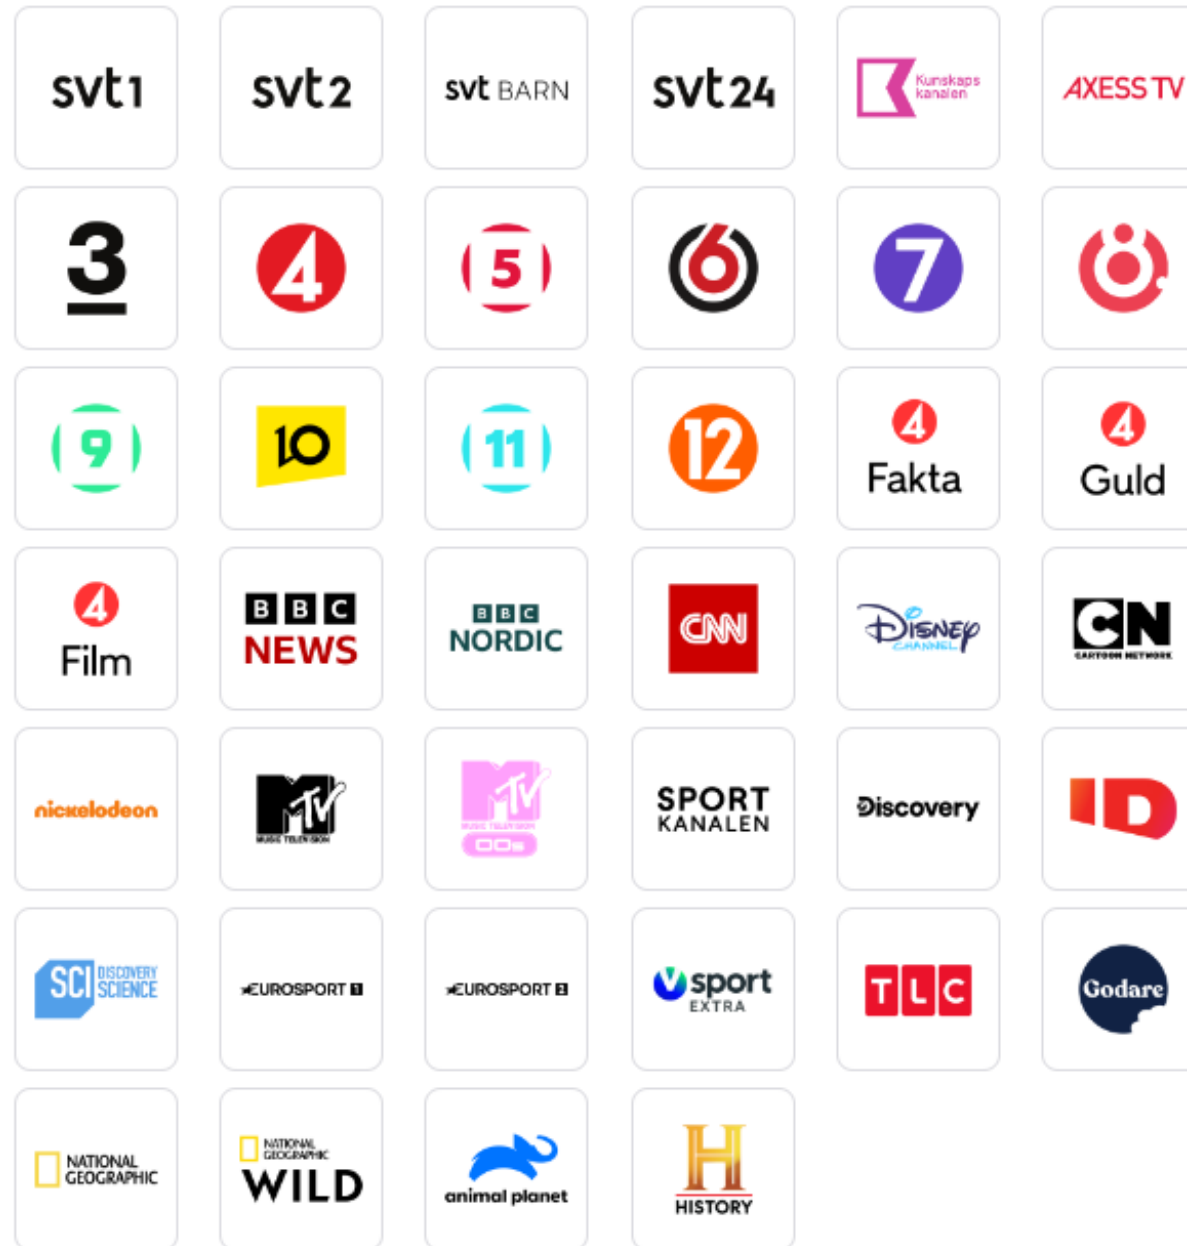 svt1
svt2
svt BARN
svt24
Kunskaps
kanalen
AXESS TV
3
4
5
6
7
8
9
10
11
12
4
Fakta
4
Guld
4
Film
BBC
NEWS
BBC
NORDIC
CNN
Disney
CHANNEL
CN
CARTOON NETWORK
nickelodeon
MTV
MUSIC TELEVISION
MTV
MUSIC TELEVISION
00s
SPORT
KANALEN
Discovery
ID
SCI DISCOVERY
SCIENCE
EUROSPORT 1
EUROSPORT 2
V sport
EXTRA
TLC
Godare
NATIONAL
GEOGRAPHIC
NATIONAL
GEOGRAPHIC
WILD
animal planet
H
HISTORY